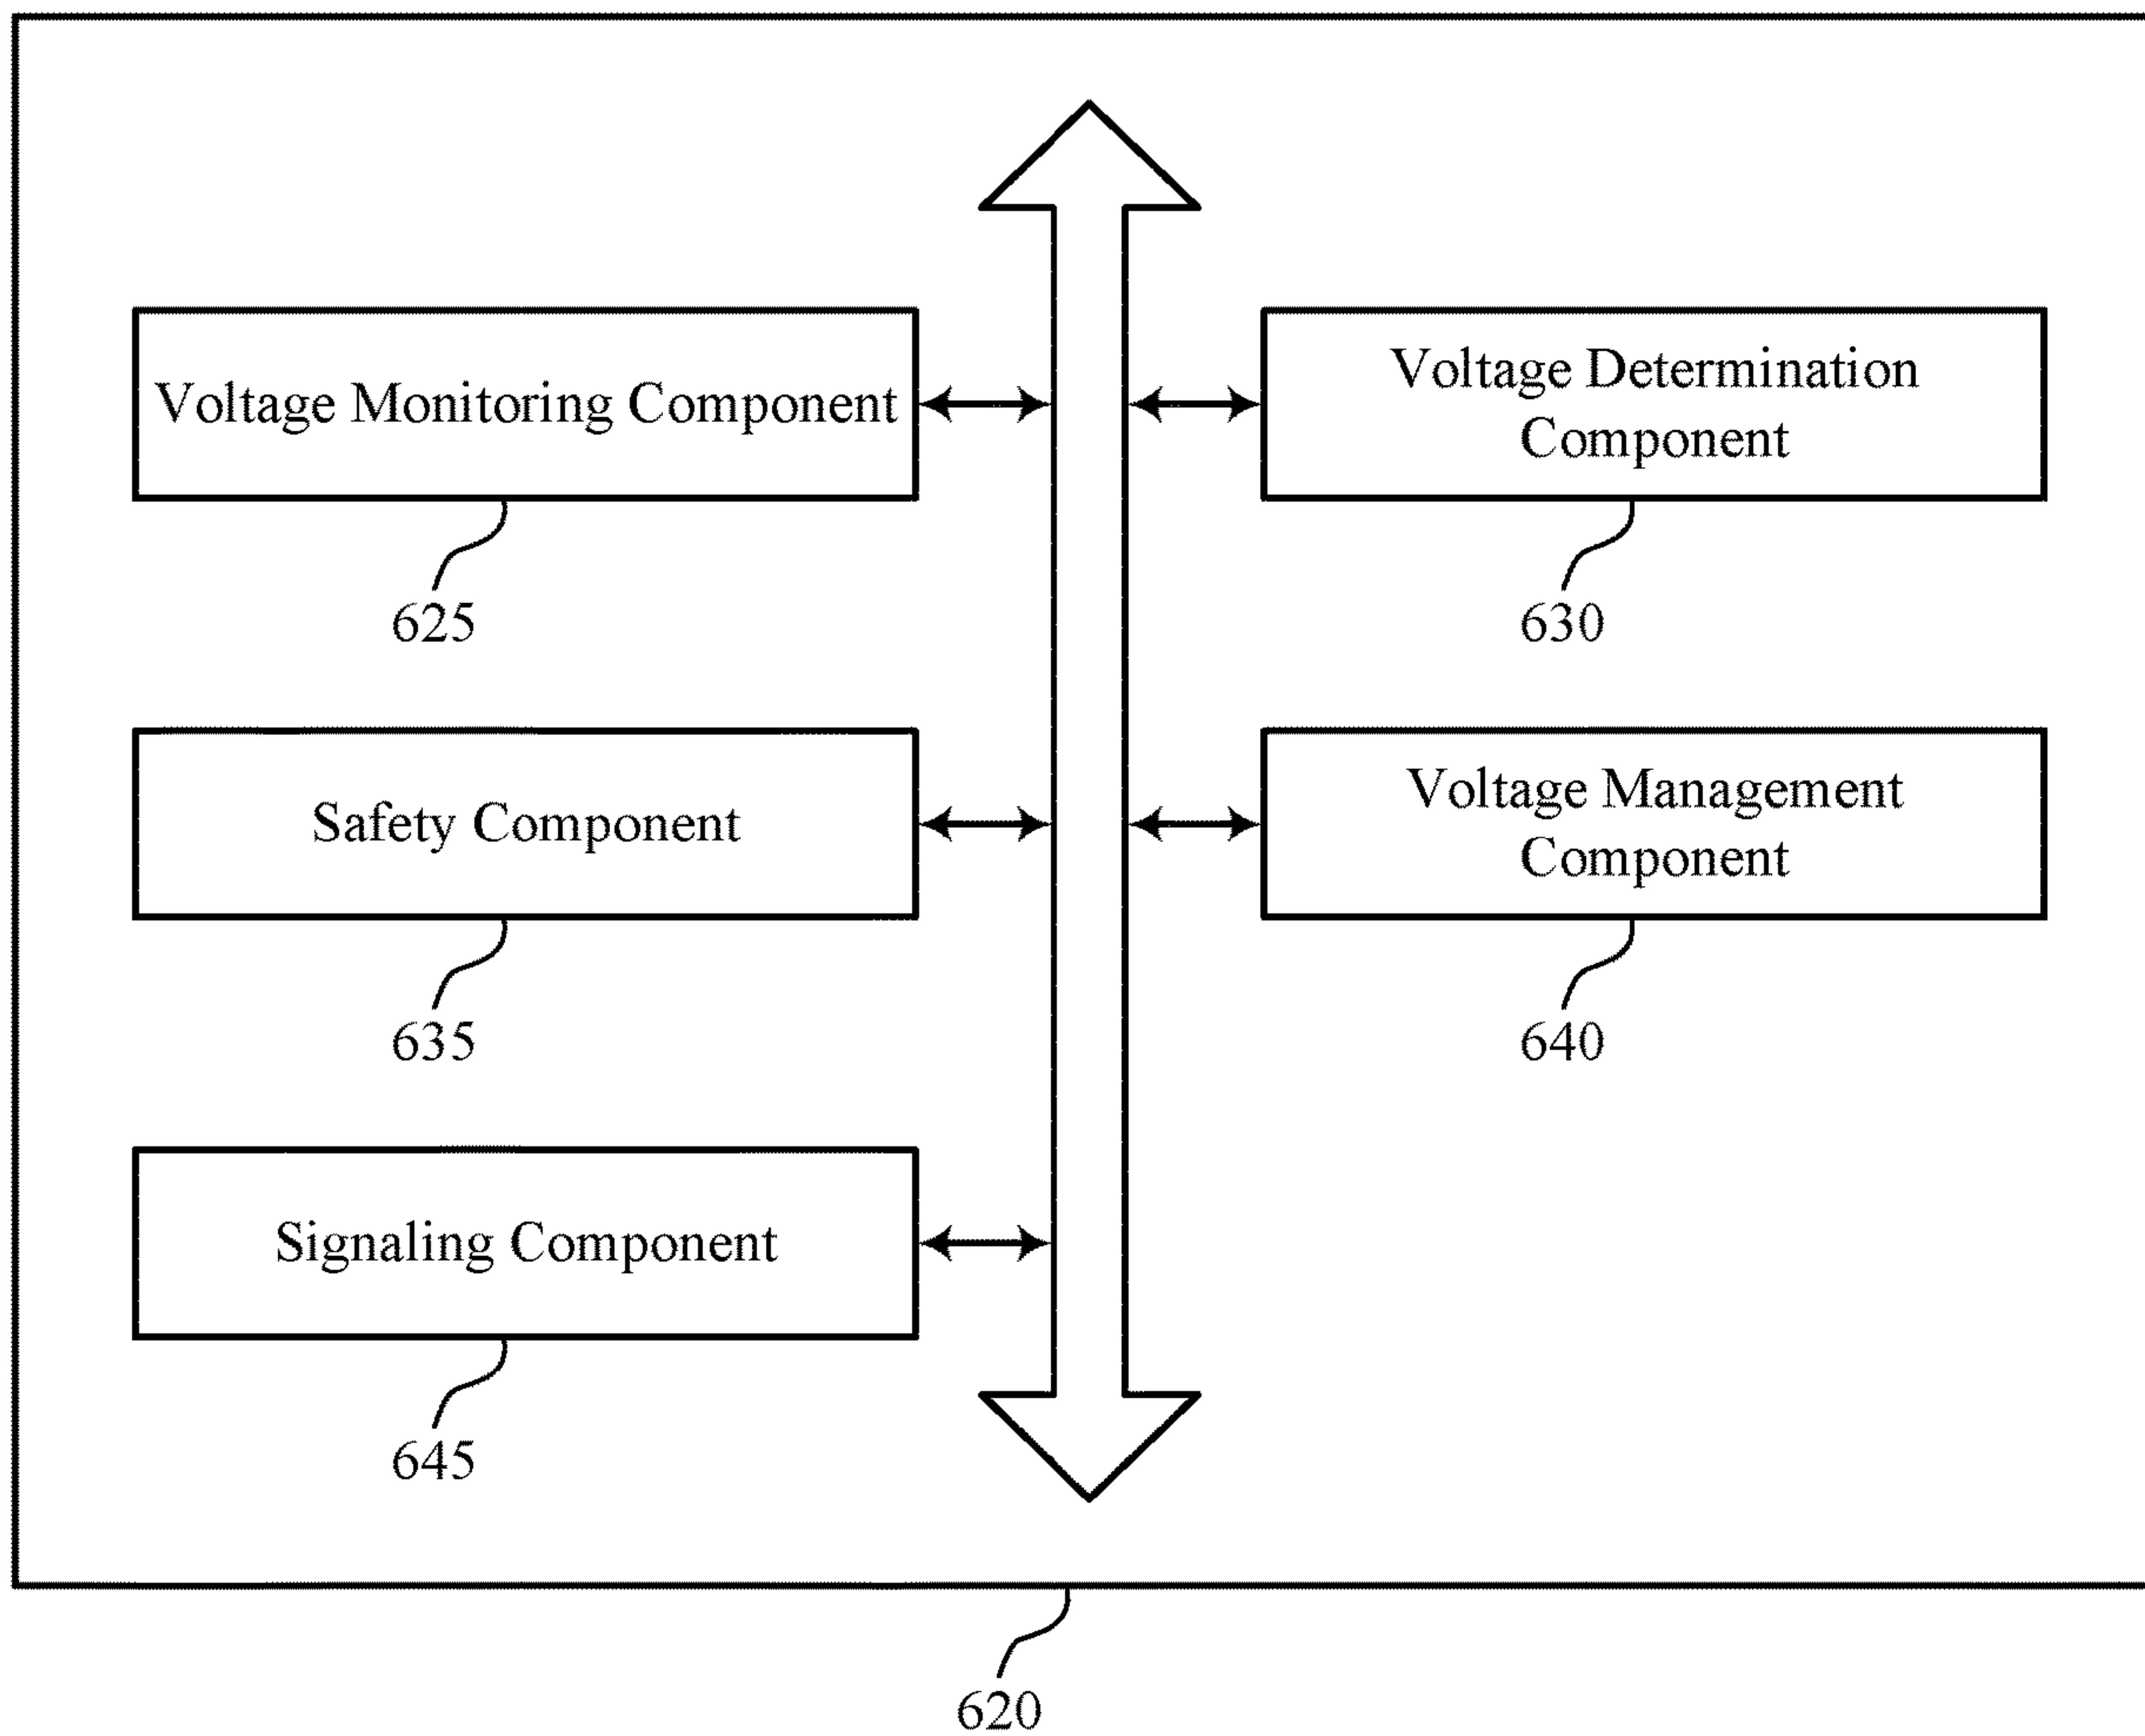 Voltage Monitoring Component
625
Voltage Determination
Component
630
Safety Component
635
Voltage Management
Component
640
Signaling Component
645
620